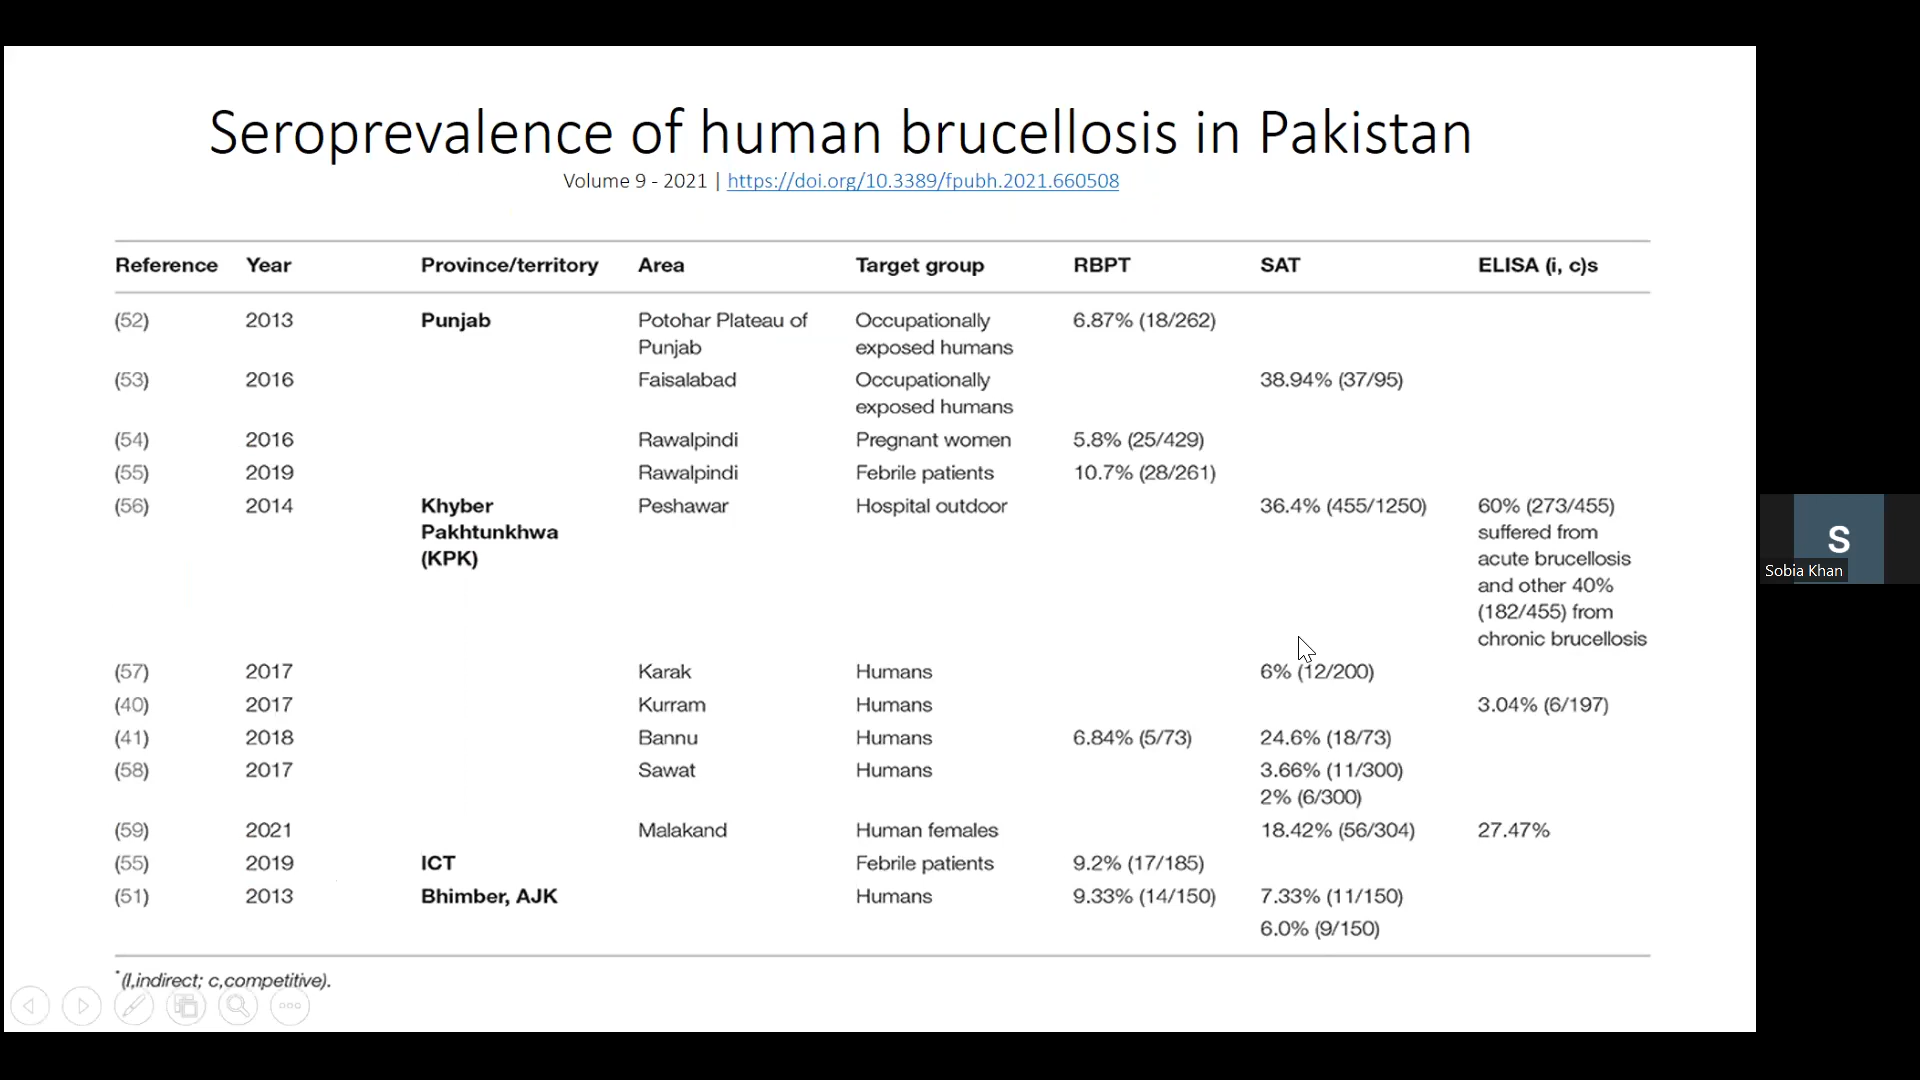 Seroprevalence of human brucellosis in Pakistan
Volume 9 - 2021 | https://doi.org/10.3389/fpubh.2021.660508
Reference Year Province/territory Area Target group RBPT SAT ELISA (i, c)s
(52) 2013 Punjab Potohar Plateau of Occupationally 6.87% (18/262)
Punjab exposed humans
(53) 2016 Faisalabad Occupationally 38.94% (37/95)
exposed humans
(54) 2016 Rawalpindi Pregnant women 5.8% (25/429)
(55) 2019 Rawalpindi Febrile patients 10.7% (28/261)
(56) 2014 Khyber Peshawar Hospital outdoor 36.4% (455/1250) 60% (273/455)
Pakhtunkhwa suffered from
(KPK) acute brucellosis
and other 40%
(182/455) from
chronic brucellosis
(57) 2017 Karak Humans 6% (12/200)
(40) 2017 Kurram Humans 3.04% (6/197)
(41) 2018 Bannu Humans 6.84% (5/73) 24.6% (18/73)
(58) 2017 Sawat Humans 3.66% (11/300)
2% (6/300)
(59) 2021 Malakand Human females 18.42% (56/304) 27.47%
(55) 2019 ICT Febrile patients 9.2% (17/185)
(51) 2013 Bhimber, AJK Humans 9.33% (14/150) 7.33% (11/150)
6.0% (9/150)
*(I,indirect; c,competitive).
S
Sobia Khan